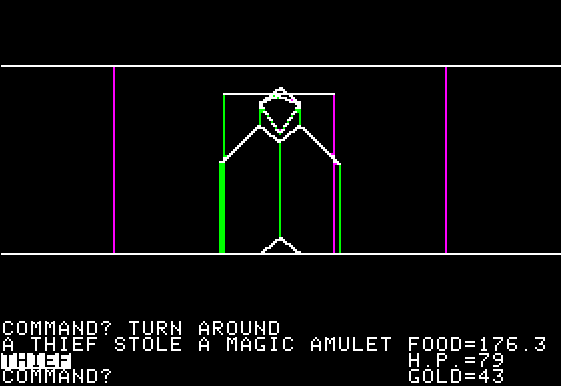 COMMAND? TURN AROUND
A THIEF STOLE A MAGIC AMULET FOOD=176.3
THIEF H.P.=79
COMMAND? GOLD=43